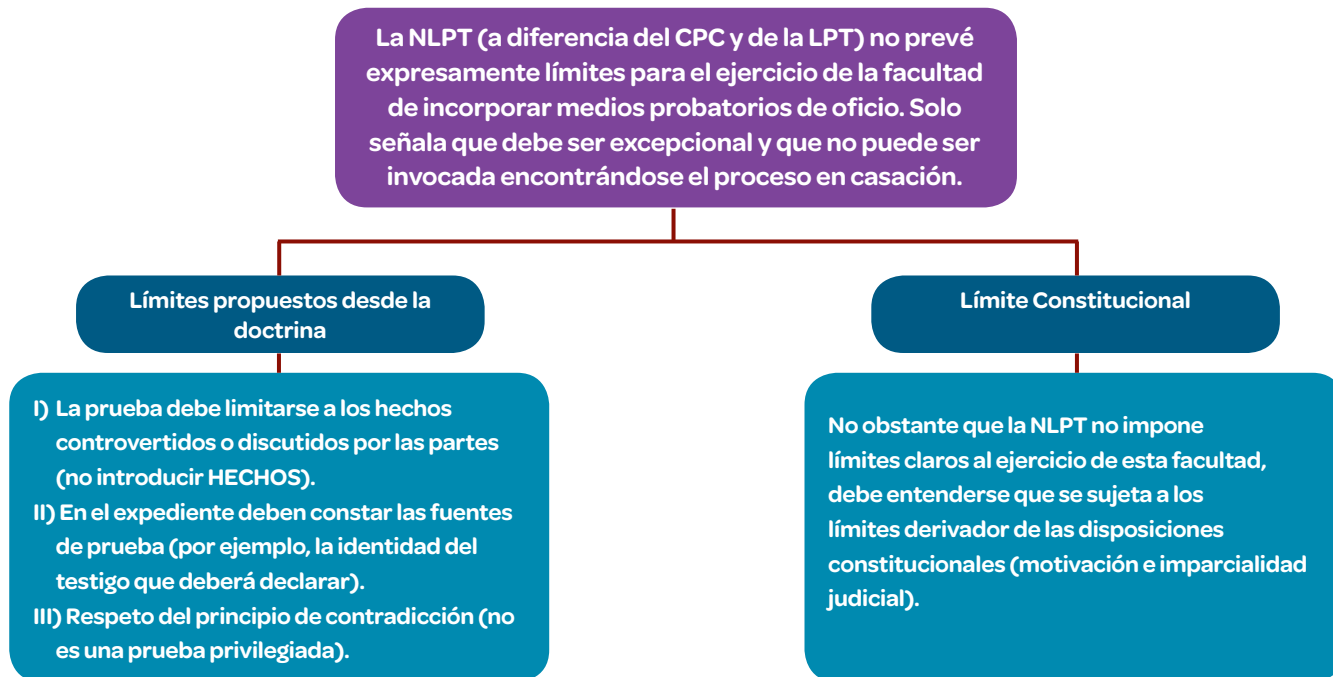 La NLPT (a diferencia del CPC y de la LPT) no prevé
expresamente límites para el ejercicio de la facultad
de incorporar medios probatorios de oficio. Solo
señala que debe ser excepcional y que no puede ser
invocada encontrándose el proceso en casación.
Límites propuestos desde la
doctrina
I) La prueba debe limitarse a los hechos
controvertidos o discutidos por las partes
(no introducir HECHOS).
II) En el expediente deben constar las fuentes
de prueba (por ejemplo, la identidad del
testigo que deberá declarar).
III) Respeto del principio de contradicción (no
es una prueba privilegiada).
Límite Constitucional
No obstante que la NLPT no impone
límites claros al ejercicio de esta facultad,
debe entenderse que se sujeta a los
límites derivador de las disposiciones
constitucionales (motivación e imparcialidad
judicial).